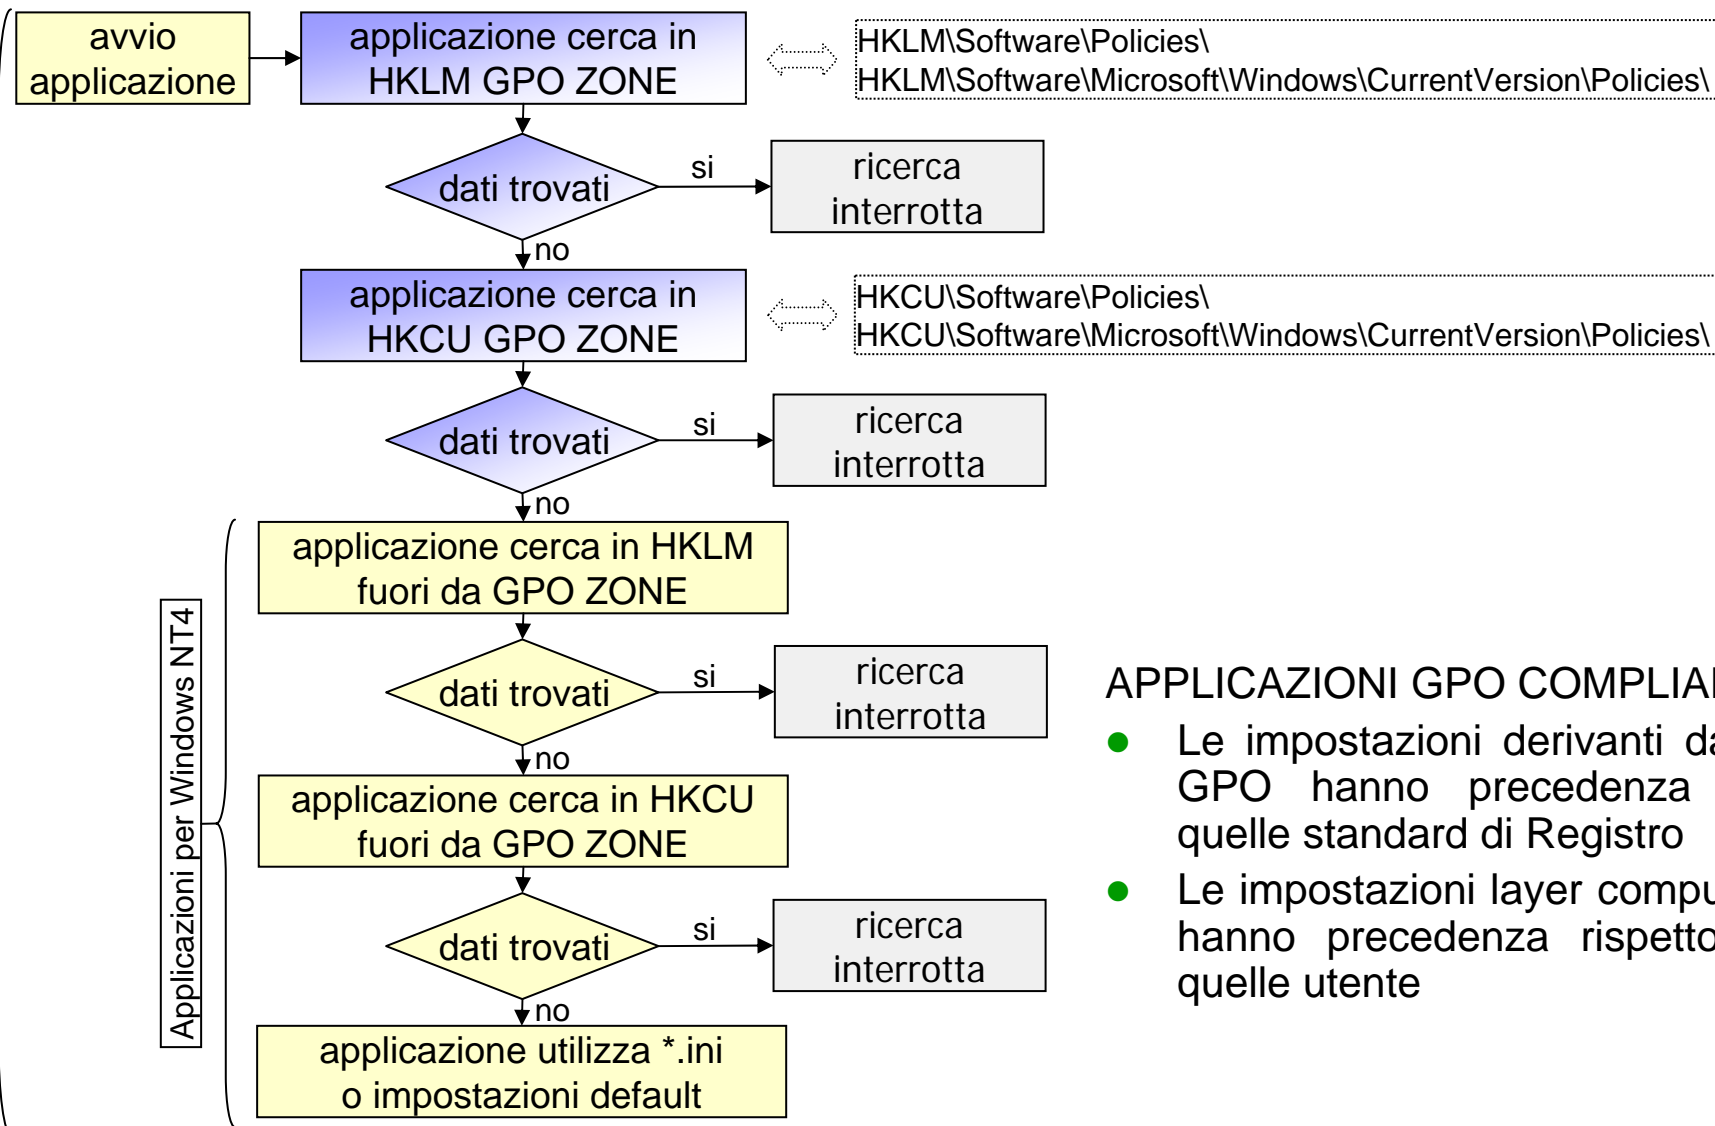 avvio
applicazione
applicazione cerca in
HKLM GPO ZONE
HKLM\Software\Policies\
HKLM\Software\Microsoft\Windows\CurrentVersion\Policies\
dati trovati
si
ricerca
interrotta
no
applicazione cerca in
HKCU GPO ZONE
HKCU\Software\Policies\
HKCU\Software\Microsoft\Windows\CurrentVersion\Policies\
dati trovati
si
ricerca
interrotta
no
applicazione cerca in HKLM
fuori da GPO ZONE
dati trovati
si
ricerca
interrotta
no
applicazione cerca in HKCU
fuori da GPO ZONE
dati trovati
si
ricerca
interrotta
no
applicazione utilizza *.ini
o impostazioni default
Applicazioni per Windows NT4
APPLICAZIONI GPO
Le impostazioni derivanti
GPO hanno precedenza
quelle standard di Registro
Le impostazioni layer
hanno precedenza rispetto
quelle utente